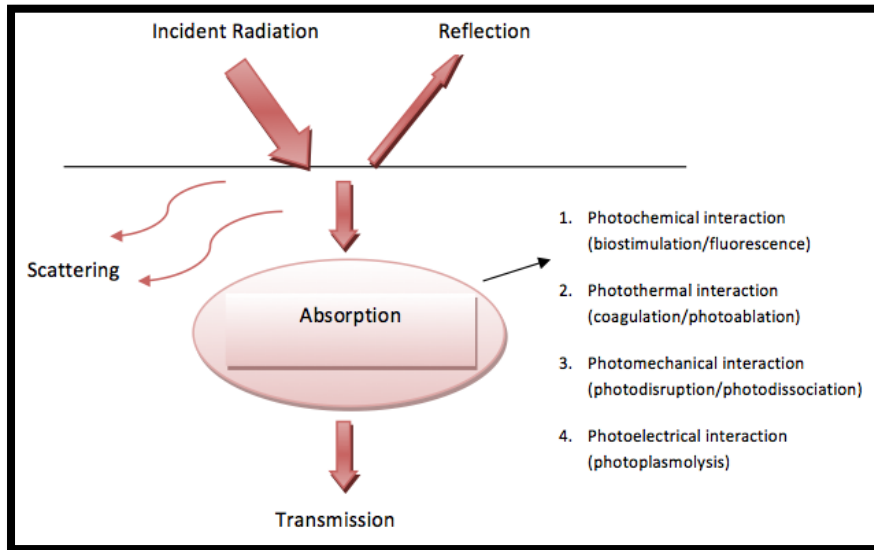 Incident Radiation
Reflection
Scattering
Absorption
1. Photochemical interaction
(biostimulation/fluorescence)
2. Photothermal interaction
(coagulation/photoablation)
3. Photomechanical interaction
(photodisruption/photodissociation)
4. Photoelectrical interaction
(photoplasmolysis)
Transmission